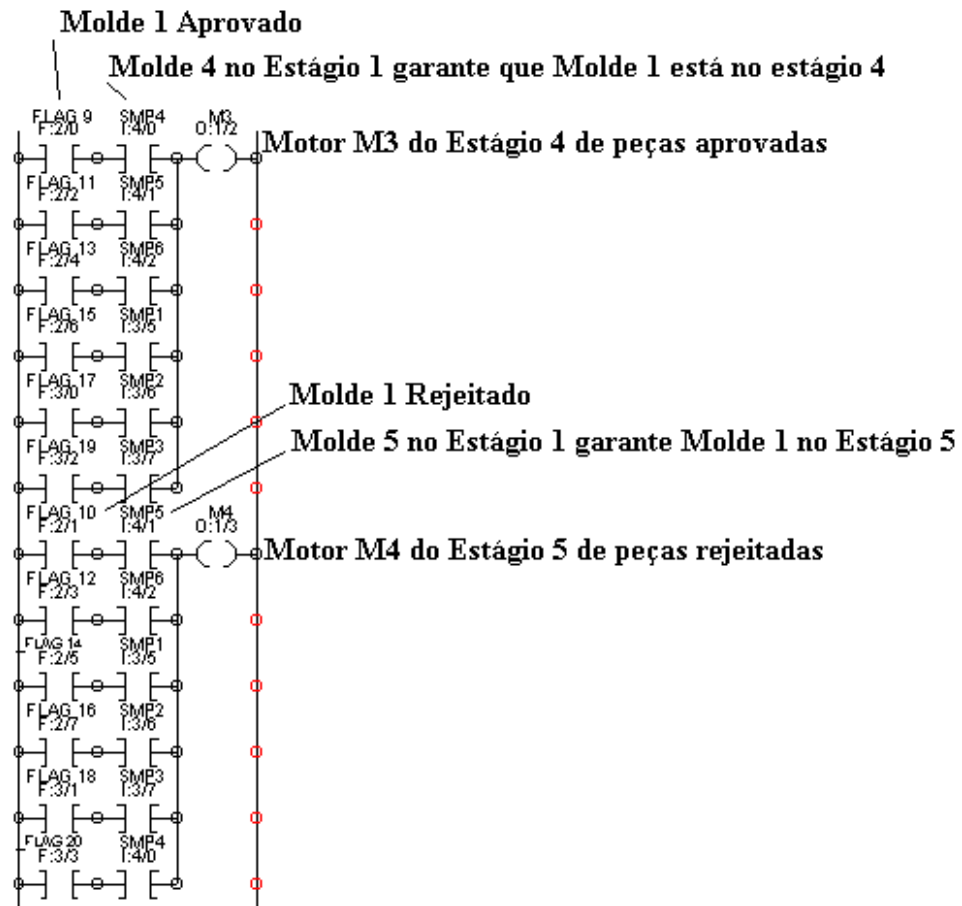 Molde 1 Aprovado
Molde 4 no Estágio 1 garante que Molde 1 está no estágio 4
FLAG 9 SMP4 M3
F:2/0 I:4/0 O:1/2
Motor M3 do Estágio 4 de peças aprovadas
FLAG 11 SMP5
F:2/2 I:4/1
FLAG 13 SMP6
F:2/4 I:4/2
FLAG 15 SMP1
F:2/6 I:3/5
FLAG 17 SMP2
F:3/0 I:3/6
Molde 1 Rejeitado
FLAG 19 SMP3
F:3/2 I:3/7
Molde 5 no Estágio 1 garante Molde 1 no Estágio 5
FLAG 10 SMP5 M4
F:2/1 I:4/1 O:1/3
Motor M4 do Estágio 5 de peças rejeitadas
FLAG 12 SMP6
F:2/3 I:4/2
FLAG 14 SMP1
F:2/5 I:3/5
FLAG 16 SMP2
F:2/7 I:3/6
FLAG 18 SMP3
F:3/1 I:3/7
FLAG 20 SMP4
F:3/3 I:4/0